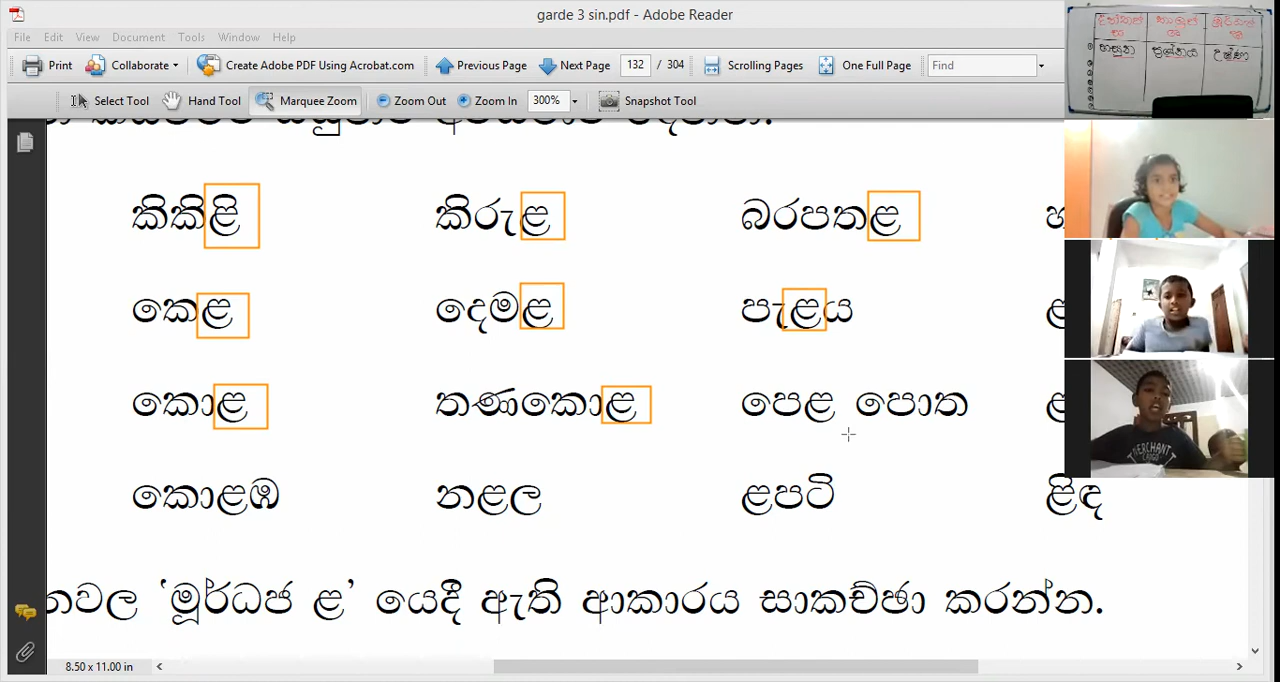 garde 3 sin.pdf - Adobe Reader
File Edit View Document Tools Window Help
Print Collaborate Create Adobe PDF Using Acrobat.com Previous Page Next Page 132 / 304 Scrolling Pages One Full Page Find
Select Tool Hand Tool Marquee Zoom Zoom Out Zoom In 300% Snapshot Tool
කිකිළි කිරුළ බරපතළ
කෙළ දෙමළ පැළය
කොළ තණකොළ පෙළ පොත
කොළඹ නළල ළපටි ළිඳ
නවල ‘මූර්ධජ ළ’ යෙදී ඇති ආකාරය සාකච්ඡා කරන්න.
8.50 x 11.00 in
MERCHANT